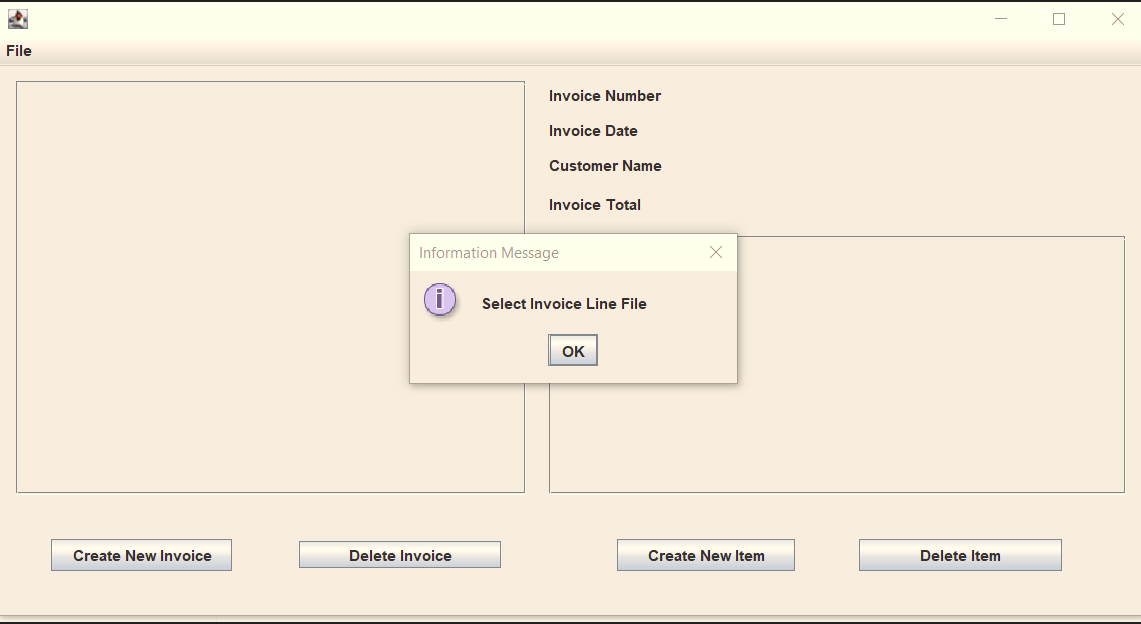 File
Invoice Number
Invoice Date
Customer Name
Invoice Total
Information Message
i
Select Invoice Line File
OK
Create New Invoice
Delete Invoice
Create New Item
Delete Item